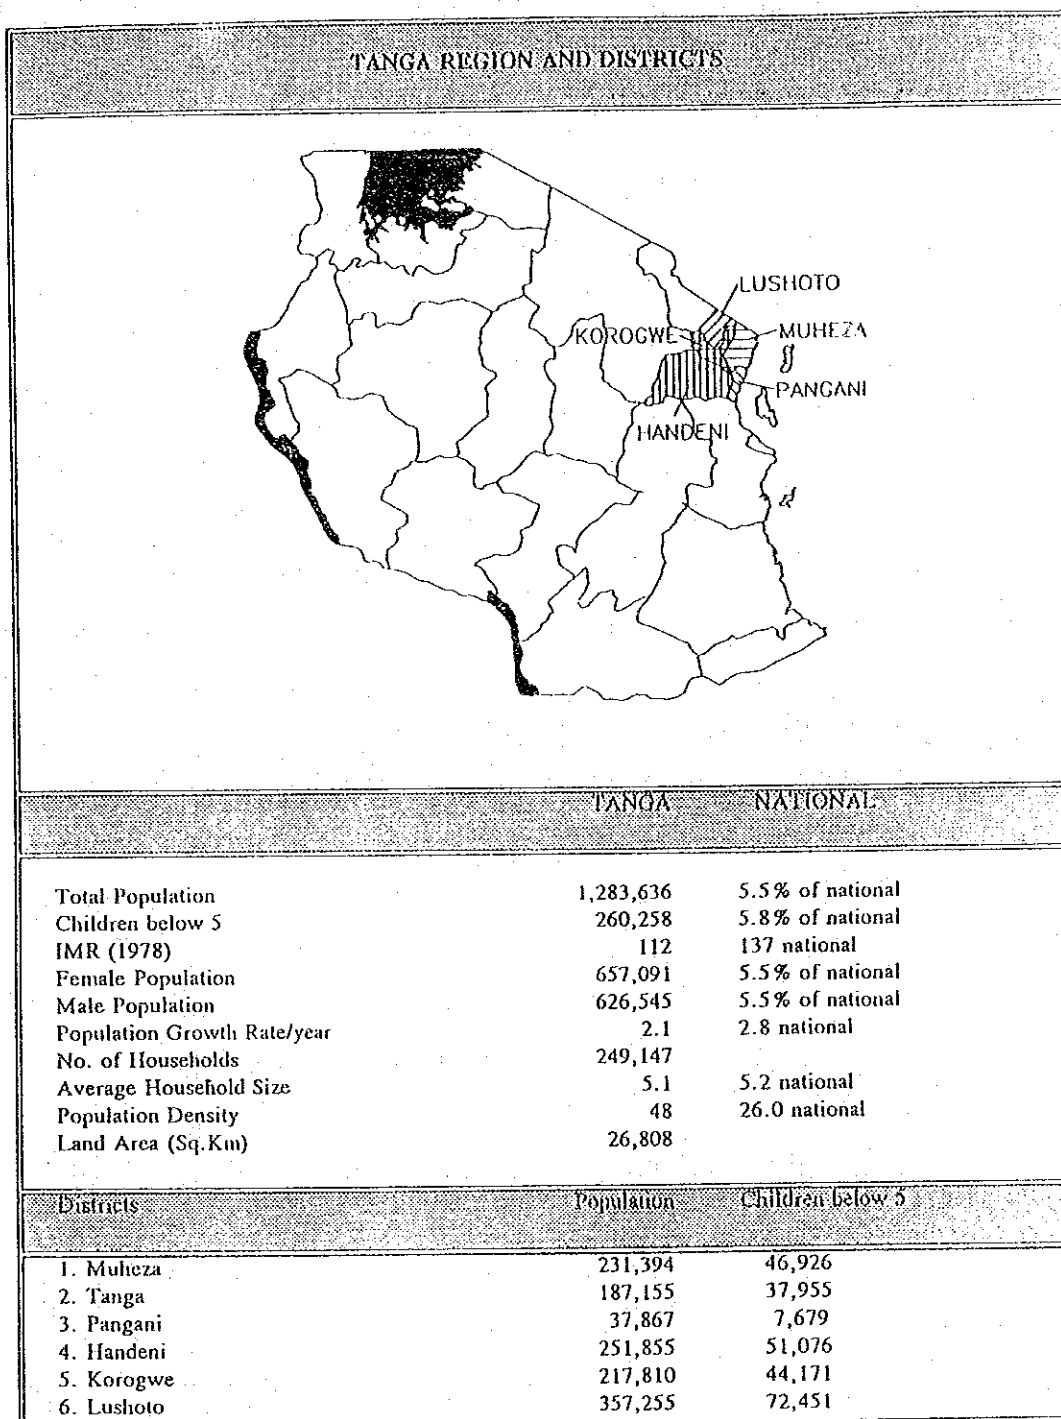 TANGA REGION AND DISTRICTS
LUSHOTO
KOROGWE
MUHEZA
PANGANI
HANDENI
TANGA NATIONAL
Total Population 1,283,636 5.5% of national
Children below 5 260,258 5.8% of national
IMR (1978) 112 137 national
Female Population 657,091 5.5% of national
Male Population 626,545 5.5% of national
Population Growth Rate/year 2.1 2.8 national
No. of Households 249,147
Average Household Size 5.1 5.2 national
Population Density 48 26.0 national
Land Area (Sq.Km) 26,808
Districts Population Children below 5
1. Muheza 231,394 46,926
2. Tanga 187,155 37,955
3. Pangani 37,867 7,679
4. Handeni 251,855 51,076
5. Korogwe 217,810 44,171
6. Lushoto 357,255 72,451